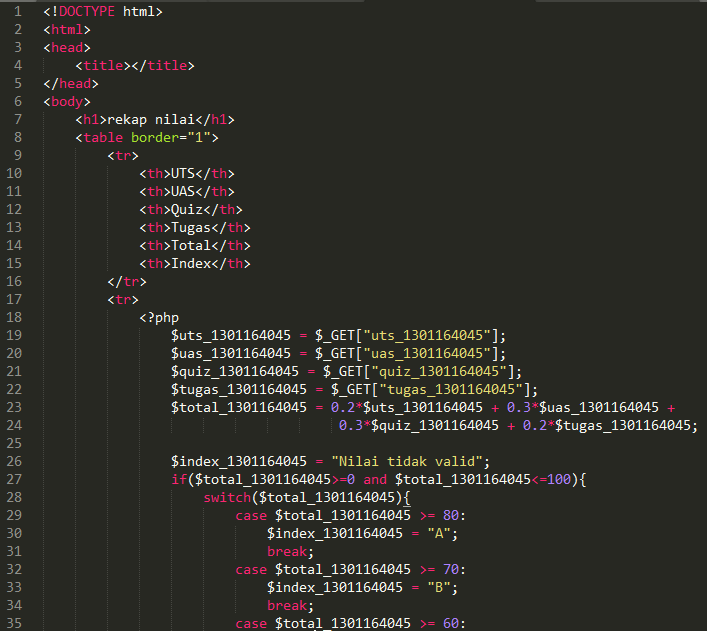 1 <!DOCTYPE html>
2 <html>
3 <head>
4     <title></title>
5 </head>
6 <body>
7     <h1>rekap nilai</h1>
8     <table border="1">
9         <tr>
10             <th>UTS</th>
11             <th>UAS</th>
12             <th>Quiz</th>
13             <th>Tugas</th>
14             <th>Total</th>
15             <th>Index</th>
16         </tr>
17         <tr>
18             <?php
19                 $uts_1301164045 = $_GET["uts_1301164045"];
20                 $uas_1301164045 = $_GET["uas_1301164045"];
21                 $quiz_1301164045 = $_GET["quiz_1301164045"];
22                 $tugas_1301164045 = $_GET["tugas_1301164045"];
23                 $total_1301164045 = 0.2*$uts_1301164045 + 0.3*$uas_1301164045 +
24                                     0.3*$quiz_1301164045 + 0.2*$tugas_1301164045;
25
26                 $index_1301164045 = "Nilai tidak valid";
27                 if($total_1301164045>=0 and $total_1301164045<=100){
28                     switch($total_1301164045){
29                         case $total_1301164045 >= 80:
30                             $index_1301164045 = "A";
31                             break;
32                         case $total_1301164045 >= 70:
33                             $index_1301164045 = "B";
34                             break;
35                         case $total_1301164045 >= 60: